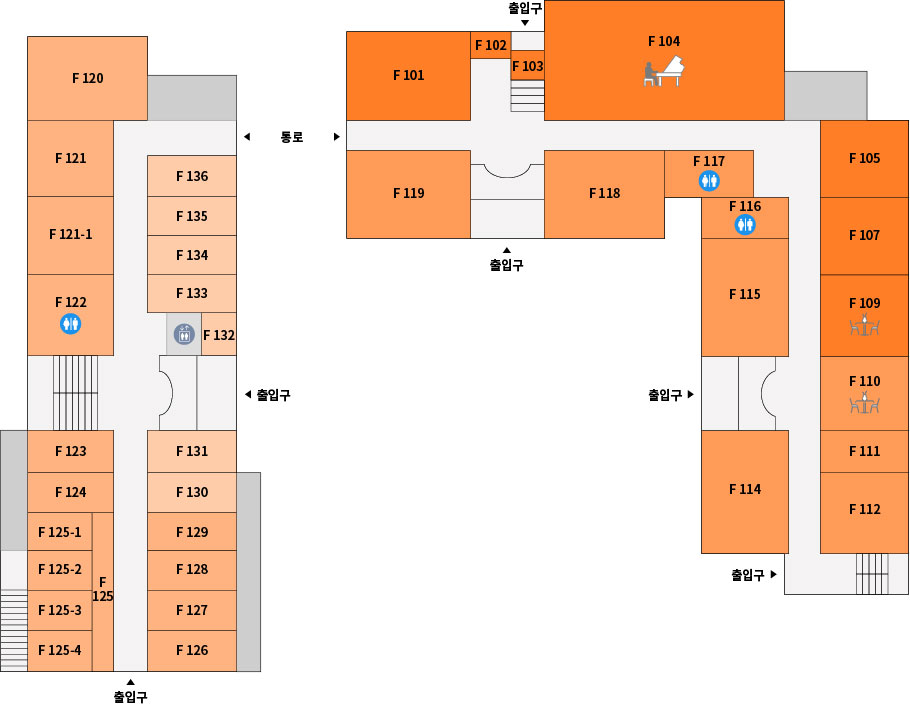 출입구
F 102
F 103
F 104
F 101
F 120
통로
F 121
F 136
F 119
F 118
F 117
F 105
F 135
F 116
F 121-1
F 134
F 107
출입구
F 133
F 115
F 122
F 109
F 132
F 110
출입구
출입구
F 123
F 131
F 111
F 124
F 130
F 114
F 112
F 125-1
F 129
F 125-2
F 128
출입구
F
125
F 125-3
F 127
F 125-4
F 126
출입구